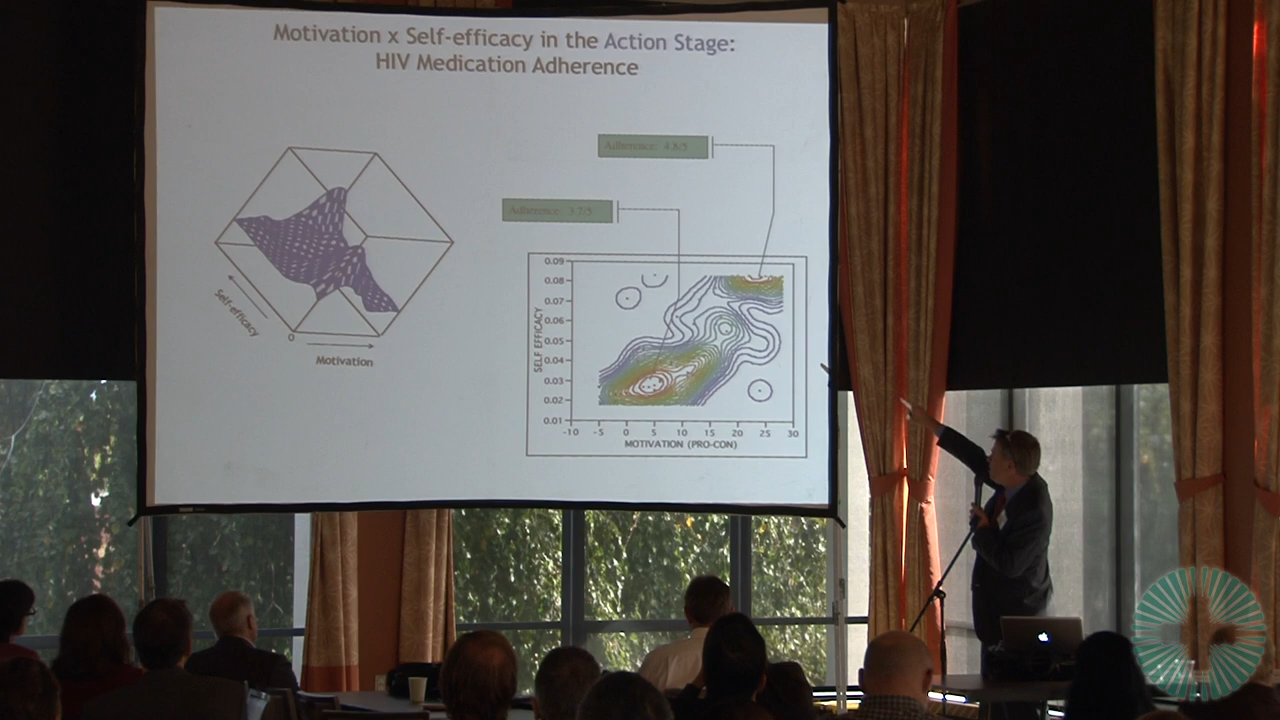 Motivation x Self-efficacy in the Action Stage:
HIV Medication Adherence
Adherence: 4.8/5
Adherence: 3.7/5
Self-efficacy
0
Motivation
SELF EFFICACY
0.09
0.08
0.07
0.06
0.05
0.04
0.03
0.02
0.01
-10 -5 0 5 10 15 20 25 30
MOTIVATION (PRO-CON)